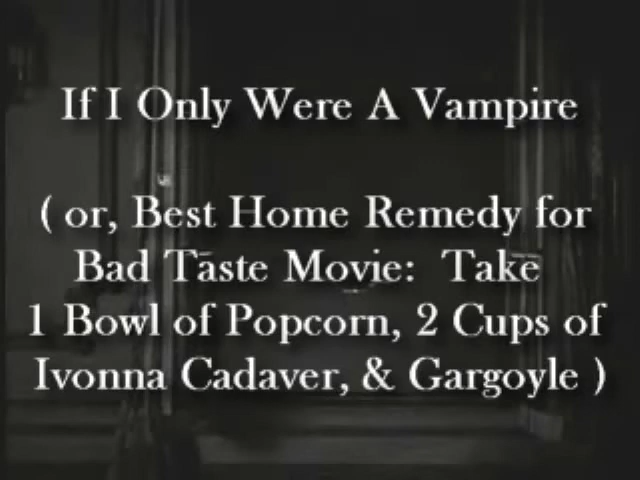 If I Only Were A Vampire
( or, Best Home Remedy for
Bad Taste Movie: Take
1 Bowl of Popcorn, 2 Cups of
Ivonna Cadaver, & Gargoyle )